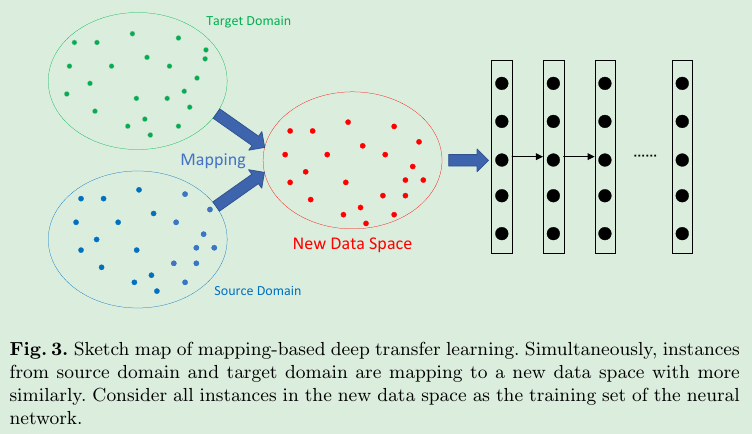 Target Domain
Mapping
New Data Space
Source Domain
Fig. 3. Sketch map of mapping-based deep transfer learning. Simultaneously, instances
from source domain and target domain are mapping to a new data space with more
similarly. Consider all instances in the new data space as the training set of the neural
network.